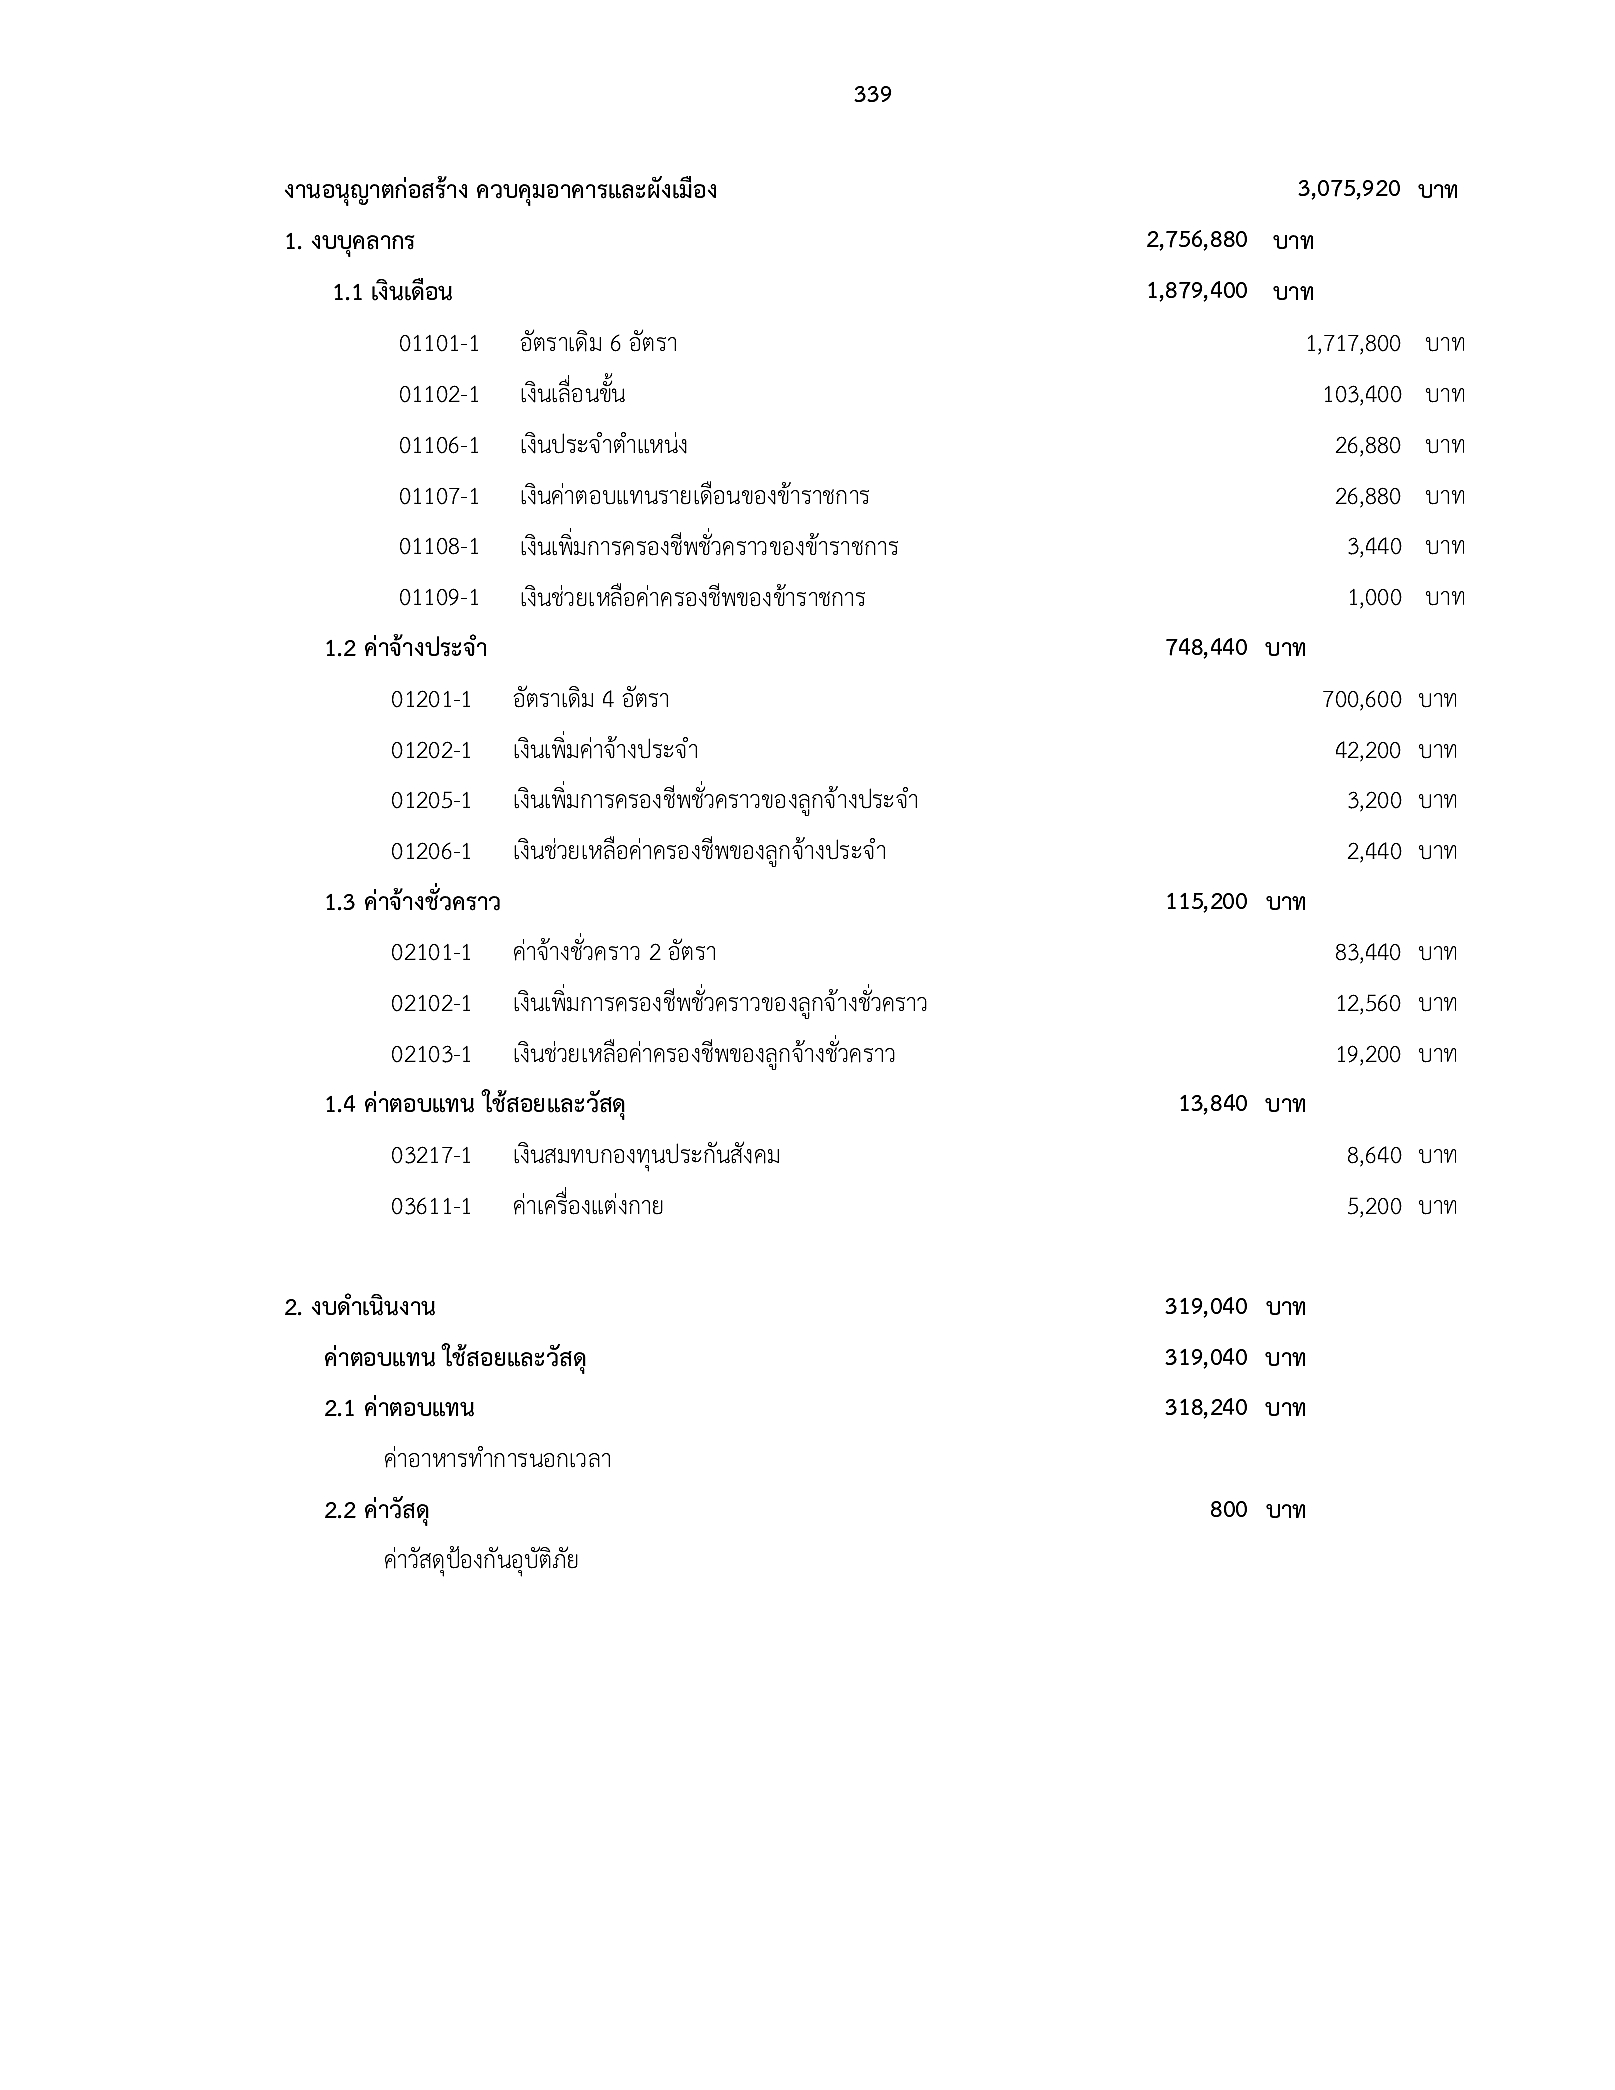 339
งานอนุญาตก่อสร้าง ควบคุมอาคารและผังเมือง 3,075,920 บาท
1. งบบุคลากร 2,756,880 บาท
1.1 เงินเดือน 1,879,400 บาท
01101-1 อัตราเดิม 6 อัตรา 1,717,800 บาท
01102-1 เงินเลื่อนขั้น 103,400 บาท
01106-1 เงินประจำตำแหน่ง 26,880 บาท
01107-1 เงินค่าตอบแทนรายเดือนของข้าราชการ 26,880 บาท
01108-1 เงินเพิ่มการครองชีพชั่วคราวของข้าราชการ 3,440 บาท
01109-1 เงินช่วยเหลือค่าครองชีพของข้าราชการ 1,000 บาท
1.2 ค่าจ้างประจำ 748,440 บาท
01201-1 อัตราเดิม 4 อัตรา 700,600 บาท
01202-1 เงินเพิ่มค่าจ้างประจำ 42,200 บาท
01205-1 เงินเพิ่มการครองชีพชั่วคราวของลูกจ้างประจำ 3,200 บาท
01206-1 เงินช่วยเหลือค่าครองชีพของลูกจ้างประจำ 2,440 บาท
1.3 ค่าจ้างชั่วคราว 115,200 บาท
02101-1 ค่าจ้างชั่วคราว 2 อัตรา 83,440 บาท
02102-1 เงินเพิ่มการครองชีพชั่วคราวของลูกจ้างชั่วคราว 12,560 บาท
02103-1 เงินช่วยเหลือค่าครองชีพของลูกจ้างชั่วคราว 19,200 บาท
1.4 ค่าตอบแทน ใช้สอยและวัสดุ 13,840 บาท
03217-1 เงินสมทบกองทุนประกันสังคม 8,640 บาท
03611-1 ค่าเครื่องแต่งกาย 5,200 บาท
2. งบดำเนินงาน 319,040 บาท
ค่าตอบแทน ใช้สอยและวัสดุ 319,040 บาท
2.1 ค่าตอบแทน 318,240 บาท
ค่าอาหารทำการนอกเวลา
2.2 ค่าวัสดุ 800 บาท
ค่าวัสดุป้องกันอุบัติภัย